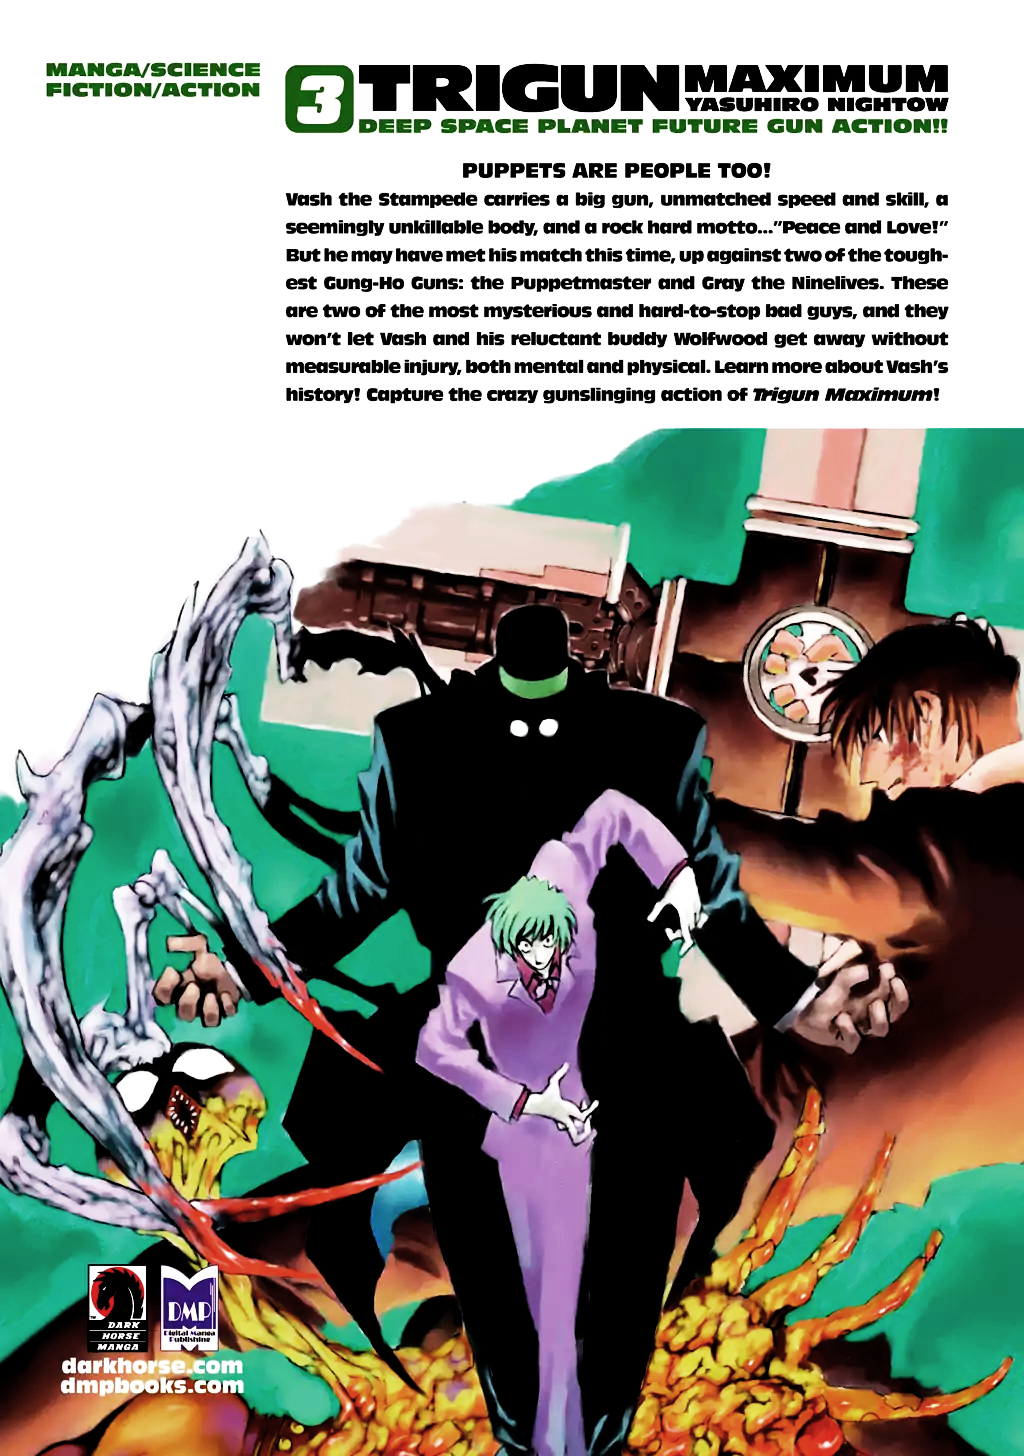 MANGA/SCIENCE
FICTION/ACTION
3 TRIGUN MAXIMUM
YASUHIRO NIGHTOW
DEEP SPACE PLANET FUTURE GUN ACTION!!
PUPPETS ARE PEOPLE TOO!
Vash the Stampede carries a big gun, unmatched speed and skill, a
seemingly unkillable body, and a rock hard motto..."Peace and Love!"
But he may have met his match this time, up against two of the tough-
est Gung-Ho Guns: the Puppetmaster and Gray the Ninelives. These
are two of the most mysterious and hard-to-stop bad guys, and they
won't let Vash and his reluctant buddy Wolfwood get away without
measurable injury, both mental and physical. Learn more about Vash's
history! Capture the crazy gunslinging action of Trigun Maximum!
DARK
HORSE
MANGA
TM
DMP
Digital Manga
Publishing
darkhorse.com
dmpbooks.com